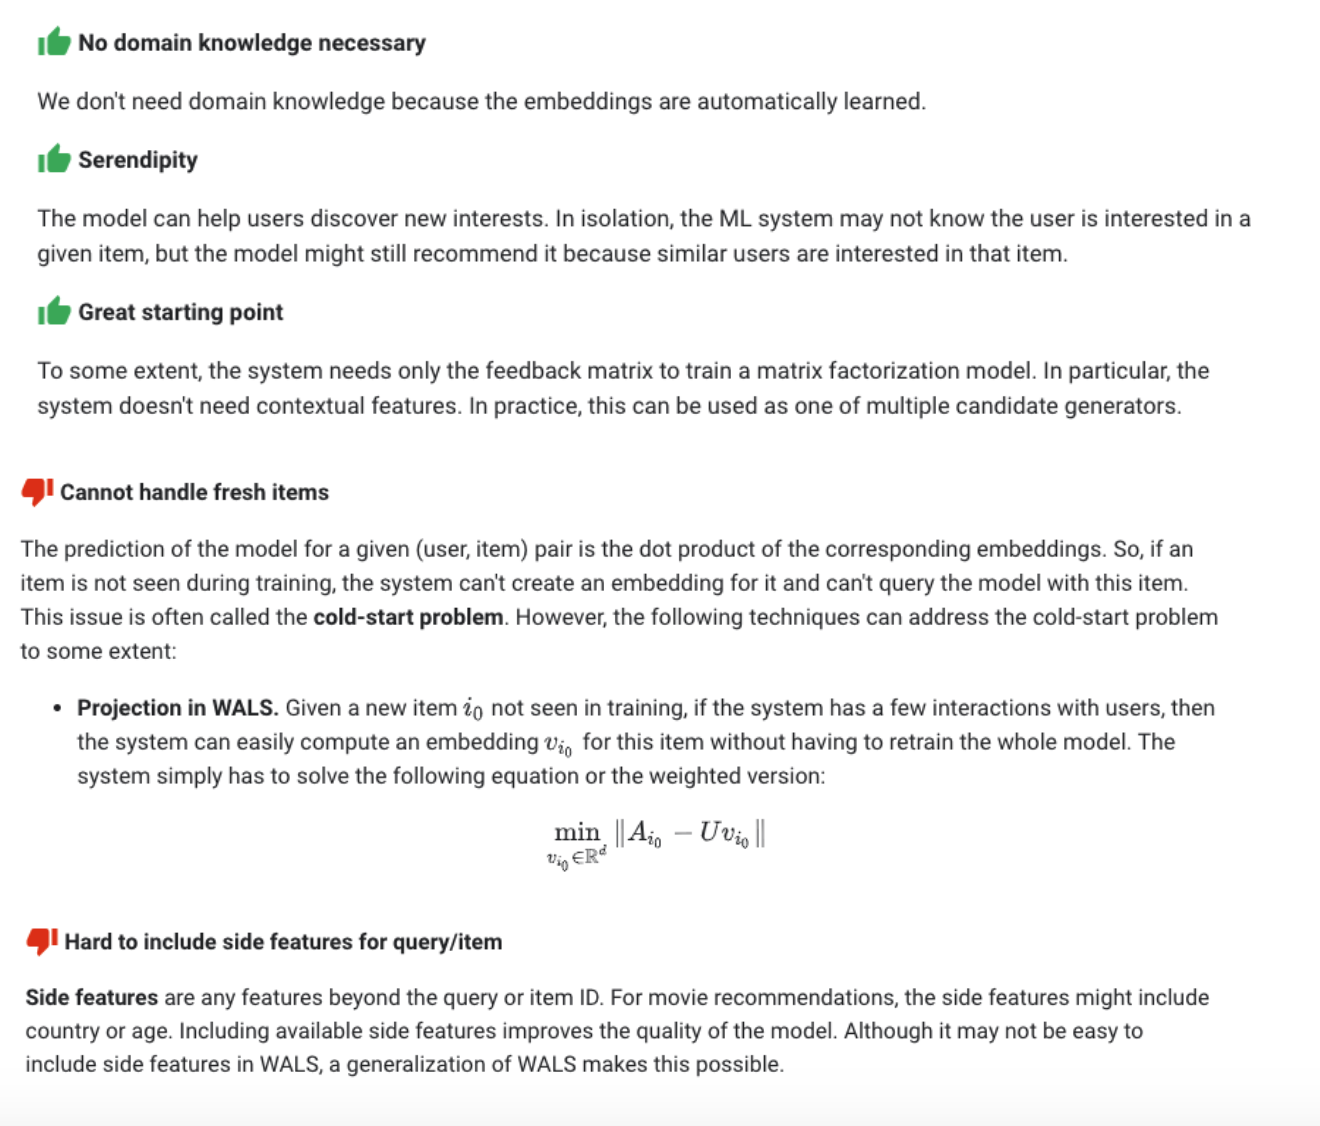 No domain knowledge necessary
We don't need domain knowledge because the embeddings are automatically learned.
Serendipity
The model can help users discover new interests. In isolation, the ML system may not know the user is interested in a
given item, but the model might still recommend it because similar users are interested in that item.
Great starting point
To some extent, the system needs only the feedback matrix to train a matrix factorization model. In particular, the
system doesn't need contextual features. In practice, this can be used as one of multiple candidate generators.
Cannot handle fresh items
The prediction of the model for a given (user, item) pair is the dot product of the corresponding embeddings. So, if an
item is not seen during training, the system can't create an embedding for it and can't query the model with this item.
This issue is often called the cold-start problem. However, the following techniques can address the cold-start problem
to some extent:
• Projection in WALS. Given a new item $i_0$ not seen in training, if the system has a few interactions with users, then
the system can easily compute an embedding $v_{i_0}$ for this item without having to retrain the whole model. The
system simply has to solve the following equation or the weighted version:
$\min_{v_{i_0} \in \mathbb{R}^d} \| A_{i_0} - U v_{i_0} \|$
Hard to include side features for query/item
Side features are any features beyond the query or item ID. For movie recommendations, the side features might include
country or age. Including available side features improves the quality of the model. Although it may not be easy to
include side features in WALS, a generalization of WALS makes this possible.